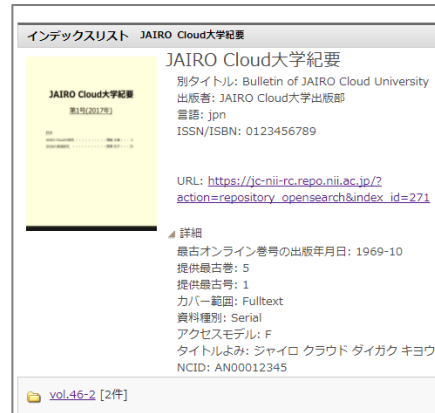 インデックスリスト JAIRO Cloud大学紀要
JAIRO Cloud大学紀要
別タイトル: Bulletin of JAIRO Cloud University
出版者: JAIRO Cloud大学出版部
言語: jpn
ISSN/ISBN: 0123456789
JAIRO Cloud大学紀要
第1号(2017年)
URL: https://jc-nii-rc.repo.nii.ac.jp/?
action=repository_opensearch&index_id=271
詳細
最古オンライン巻号の出版年月日: 1969-10
提供最古巻: 5
提供最古号: 1
カバー範囲: Fulltext
資料種別: Serial
アクセスモデル: F
タイトルよみ: ジャイロ クラウド ダイガク キヨウ
NCID: AN00012345
vol.46-2 [2件]